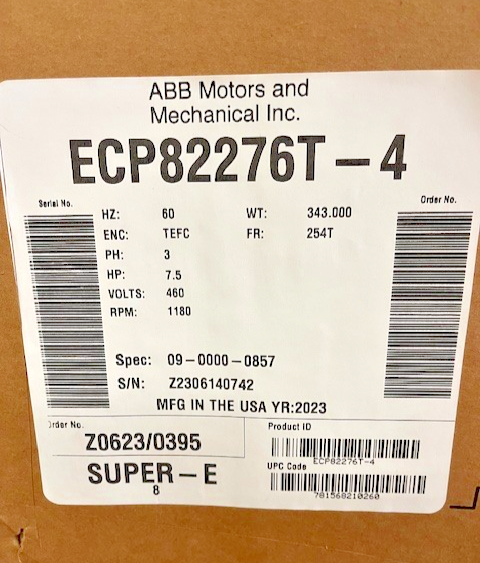 ABB Motors and
Mechanical Inc.
ECP82276T-4
Serial No.
Order No.
HZ: 60 WT: 343.000
ENC: TEFC FR: 254T
PH: 3
HP: 7.5
VOLTS: 460
RPM: 1180
Spec: 09-0000-0857
S/N: Z2306140742
MFG IN THE USA YR:2023
Order No.
Z0623/0395
Product ID
ECP82276T-4
SUPER-E
8
UPC Code
781568210260